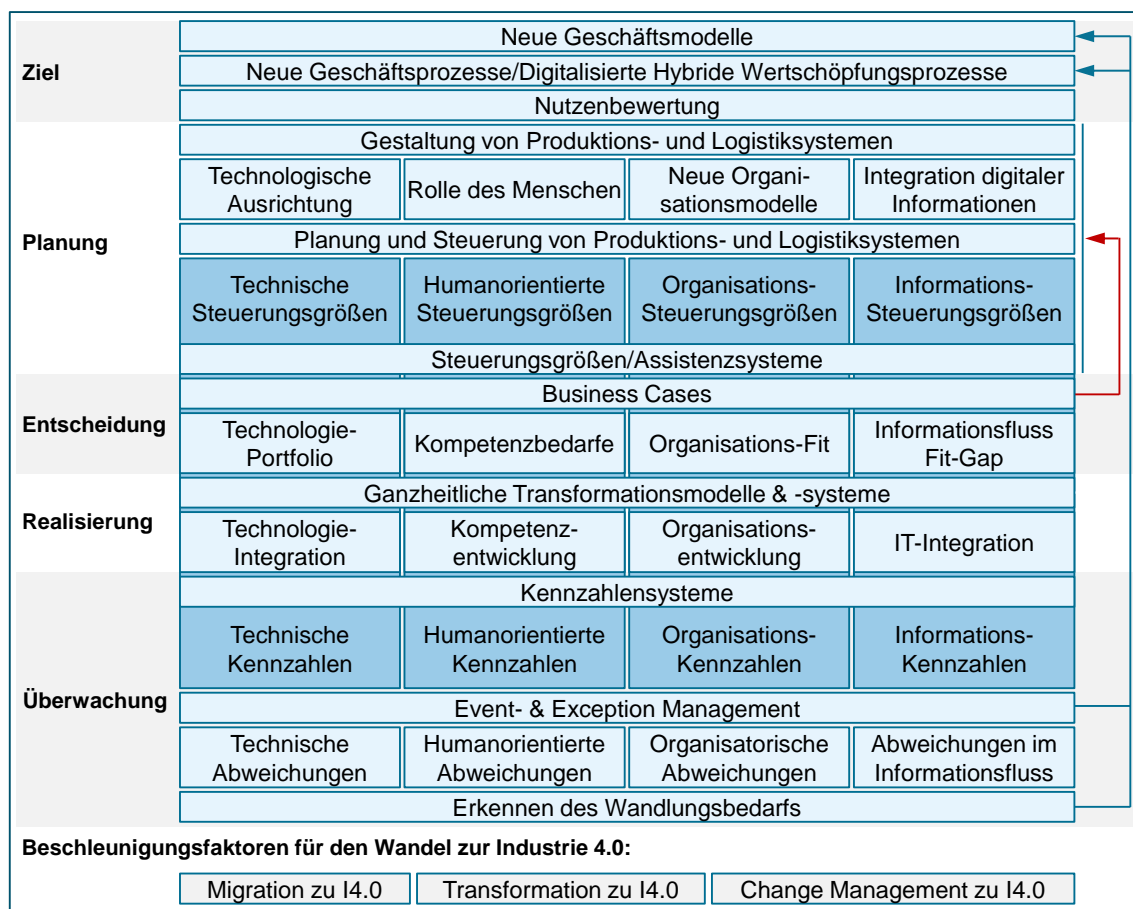 Neue Geschäftsmodelle
Ziel
Neue Geschäftsprozesse/Digitalisierte Hybride Wertschöpfungsprozesse
Nutzenbewertung
Gestaltung von Produktions- und Logistiksystemen
Technologische
Ausrichtung
Rolle des Menschen
Neue Organi-
sationsmodelle
Integration digitaler
Informationen
Planung
Planung und Steuerung von Produktions- und Logistiksystemen
Technische
Steuerungsgrößen
Humanorientierte
Steuerungsgrößen
Organisations-
Steuerungsgrößen
Informations-
Steuerungsgrößen
Steuerungsgrößen/Assistenzsysteme
Business Cases
Entscheidung
Technologie-
Portfolio
Kompetenzbedarfe
Organisations-Fit
Informationsfluss
Fit-Gap
Ganzheitliche Transformationsmodelle & -systeme
Realisierung
Technologie-
Integration
Kompetenz-
entwicklung
Organisations-
entwicklung
IT-Integration
Kennzahlensysteme
Technische
Kennzahlen
Humanorientierte
Kennzahlen
Organisations-
Kennzahlen
Informations-
Kennzahlen
Überwachung
Event- & Exception Management
Technische
Abweichungen
Humanorientierte
Abweichungen
Organisatorische
Abweichungen
Abweichungen im
Informationsfluss
Erkennen des Wandlungsbedarfs
Beschleunigungsfaktoren für den Wandel zur Industrie 4.0:
Migration zu I4.0
Transformation zu I4.0
Change Management zu I4.0